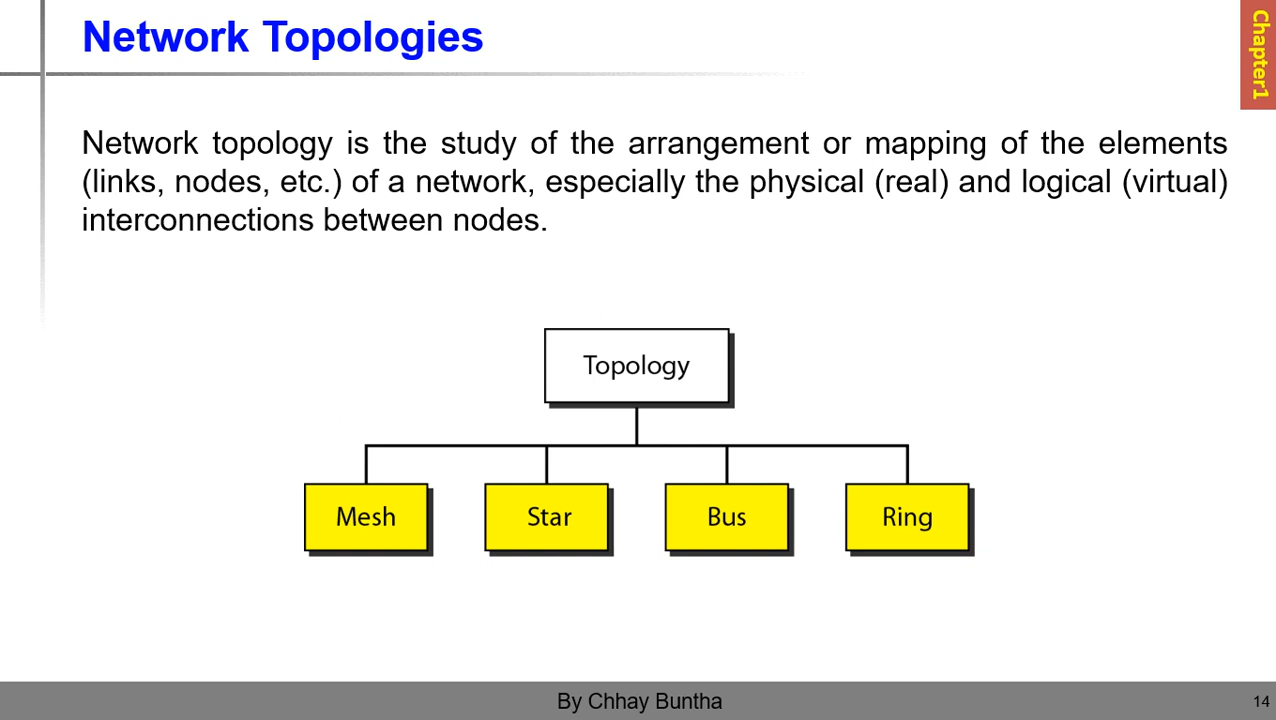 Network Topologies
Chapter1
Network topology is the study of the arrangement or mapping of the elements
(links, nodes, etc.) of a network, especially the physical (real) and logical (virtual)
interconnections between nodes.
Topology
Mesh
Star
Bus
Ring
By Chhay Buntha
14